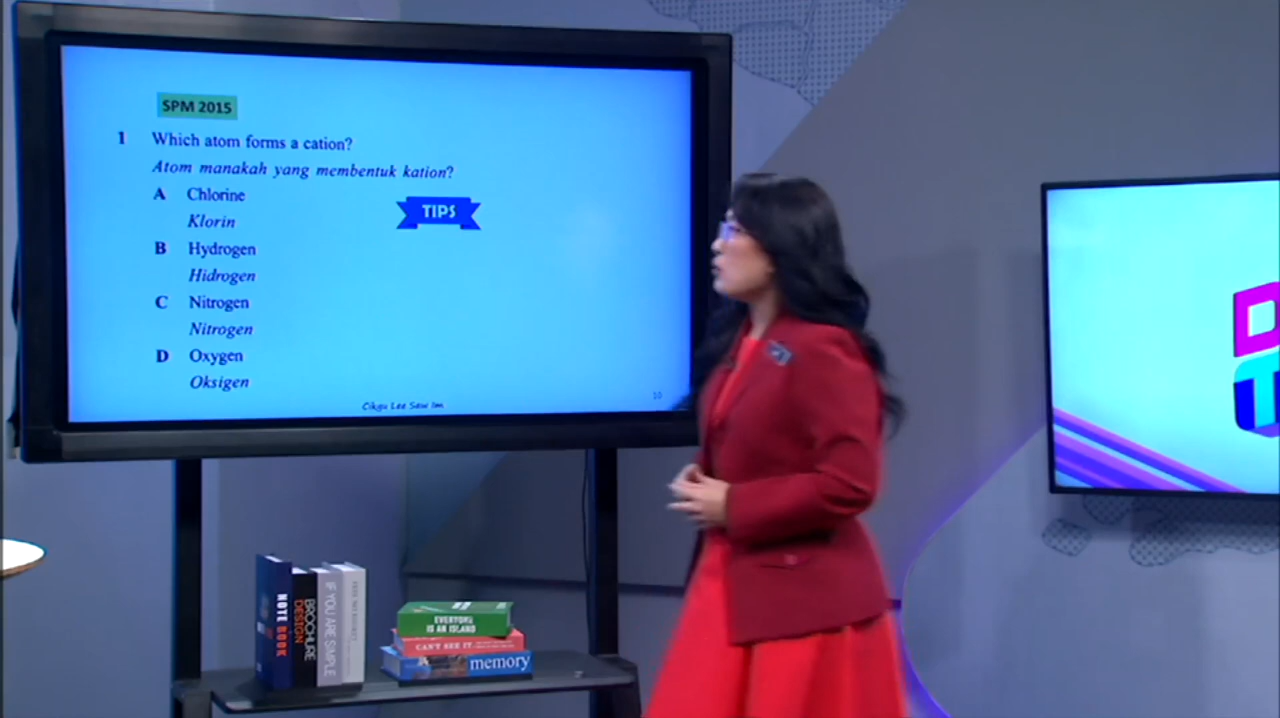 SPM 2015
1 Which atom forms a cation?
Atom manakah yang membentuk kation?
A Chlorine
Klorin
TIPS
B Hydrogen
Hidrogen
C Nitrogen
Nitrogen
D Oxygen
Oksigen
Cikgu Lee Saw Im
10
NOTE BOOK
BROCHURE DESIGN
IF YOU ARE SIMPLE
EVERYONE
IS AN ISLAND
CAN'T SEE IT
memory
D
T